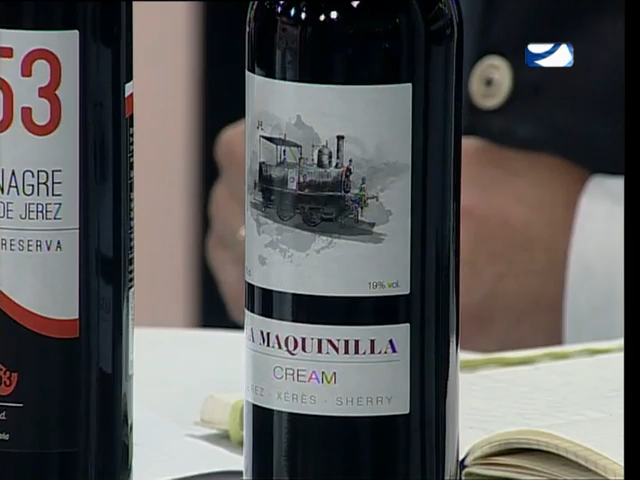 53
NAGRE
DE JEREZ
RESERVA
19% vol.
A MAQUINILLA
CREAM
REZ - XÉRÈS - SHERRY